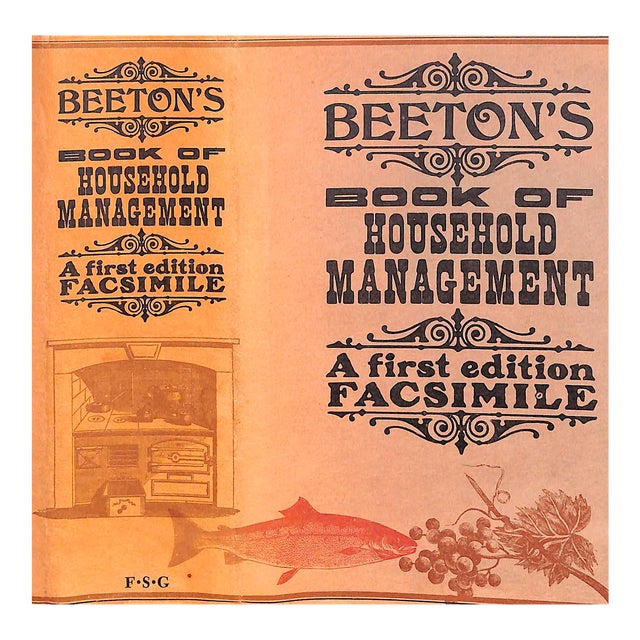 BEETON'S
BOOK OF
HOUSEHOLD
MANAGEMENT
A first edition
FACSIMILE
F·S·G
BEETON'S
BOOK OF
HOUSEHOLD
MANAGEMENT
A first edition
FACSIMILE